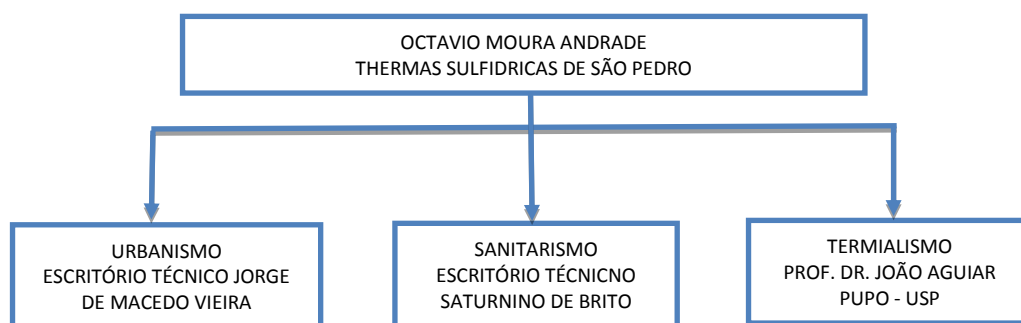 OCTAVIO MOURA ANDRADE
THERMAS SULFIDRICAS DE SÃO PEDRO
URBANISMO
ESCRITÓRIO TÉCNICO JORGE
DE MACEDO VIEIRA
SANITARISMO
ESCRITÓRIO TÉCNICNO
SATURNINO DE BRITO
TERMIALISMO
PROF. DR. JOÃO AGUIAR
PUPO - USP